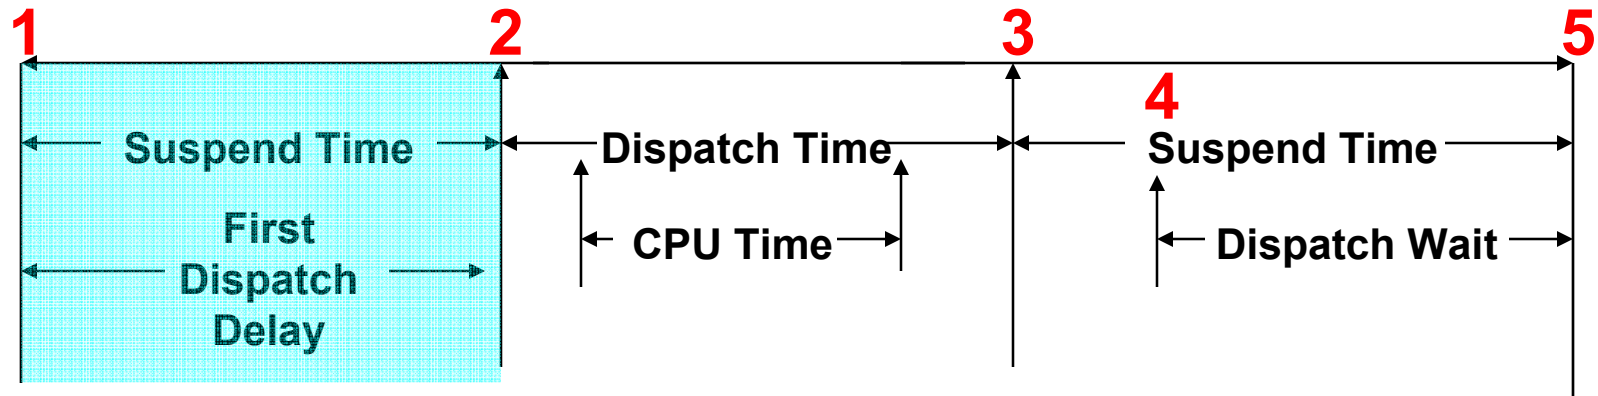 1 2 3 5
4
Suspend Time Dispatch Time Suspend Time
First
Dispatch
Delay
CPU Time Dispatch Wait